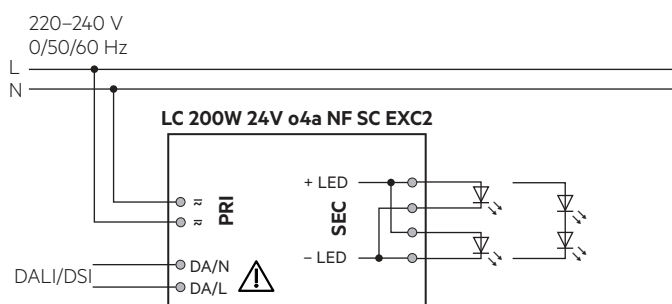 220–240 V
0/50/60 Hz
L
N
LC 200W 24V o4a NF SC EXC2
+ LED
PRI
SEC
– LED
DA/N
DALI/DSI
DA/L